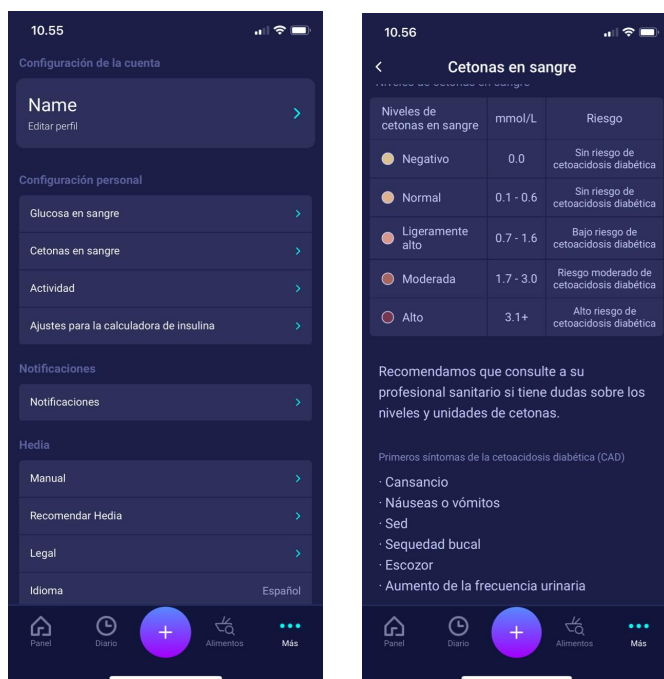 10.55
Configuración de la cuenta
Name
Editar perfil
Configuración personal
Glucosa en sangre
Cetonas en sangre
Actividad
Ajustes para la calculadora de insulina
Notificaciones
Notificaciones
Hedia
Manual
Recomendar Hedia
Legal
Idioma Español
Panel Diario + Alimentos Más
10.56
Cetonas en sangre
Niveles de cetonas en sangre
Niveles de
cetonas en sangre mmol/L Riesgo
Negativo 0.0 Sin riesgo de
cetoacidosis diabética
Normal 0.1 - 0.6 Sin riesgo de
cetoacidosis diabética
Ligeramente
alto 0.7 - 1.6 Bajo riesgo de
cetoacidosis diabética
Moderada 1.7 - 3.0 Riesgo moderado de
cetoacidosis diabética
Alto 3.1+ Alto riesgo de
cetoacidosis diabética
Recomendamos que consulte a su
profesional sanitario si tiene dudas sobre los
niveles y unidades de cetonas.
Primeros síntomas de la cetoacidosis diabética (CAD)
· Cansancio
· Náuseas o vómitos
· Sed
· Sequedad bucal
· Escozor
· Aumento de la frecuencia urinaria
Panel Diario + Alimentos Más